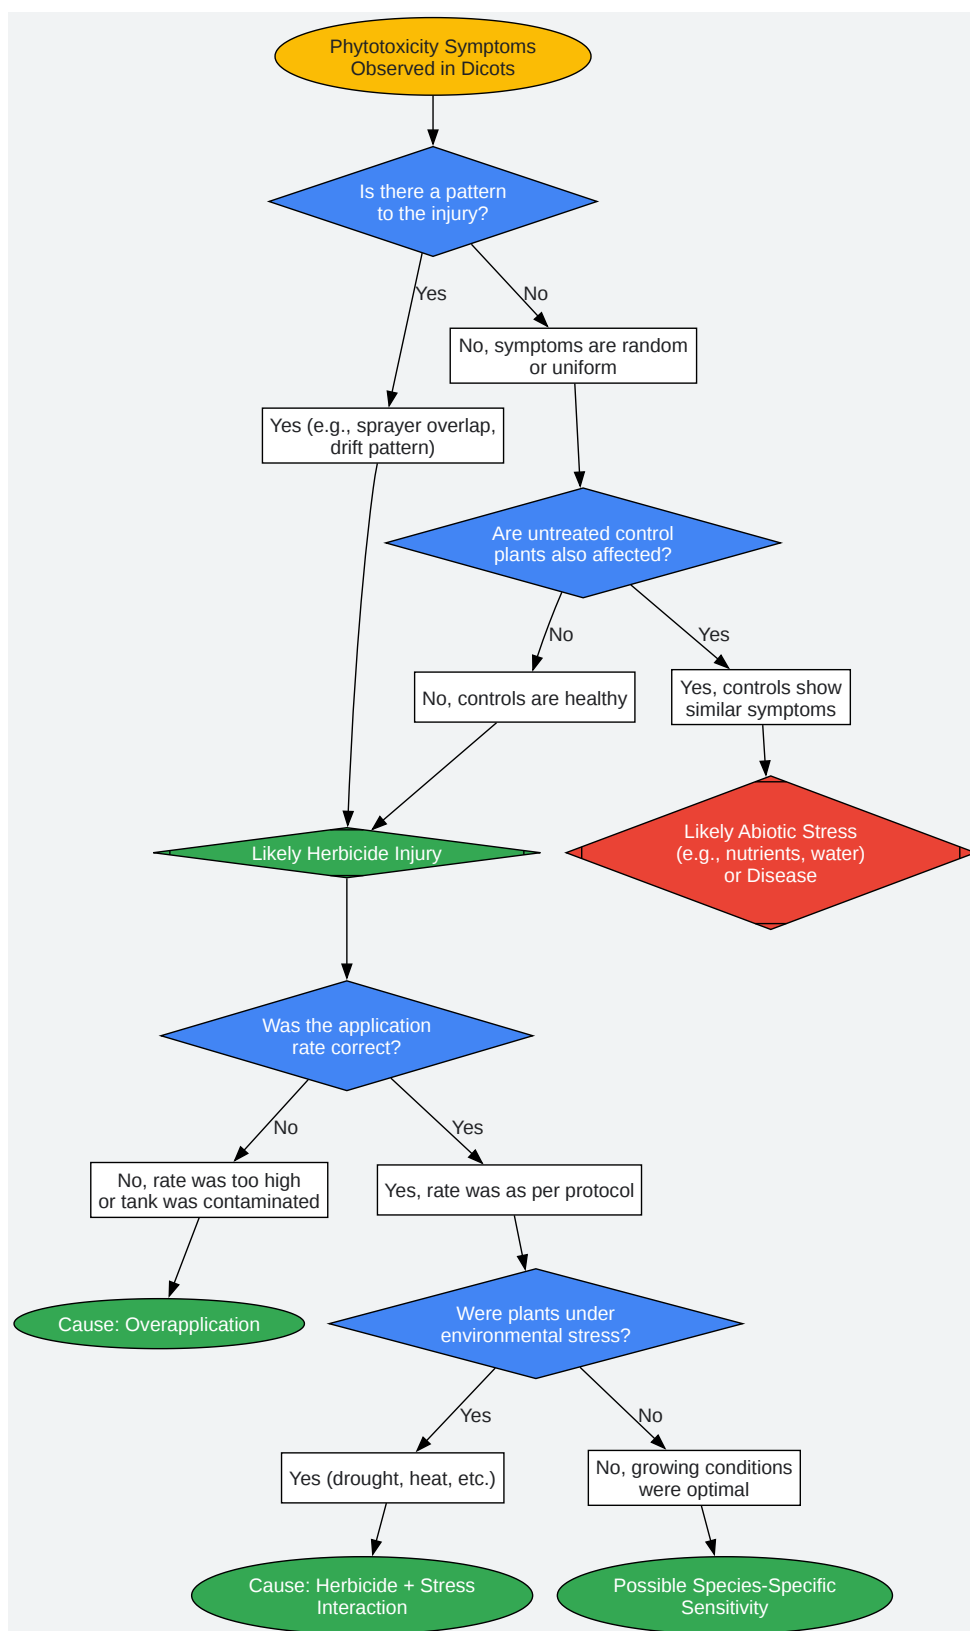 Phytotoxicity Symptoms
Observed in Dicots
Is there a pattern
to the injury?
Yes
No
No, symptoms are random
or uniform
Yes (e.g., sprayer overlap,
drift pattern)
Are untreated control
plants also affected?
No
Yes
No, controls are healthy
Yes, controls show
similar symptoms
Likely Herbicide Injury
Likely Abiotic Stress
(e.g., nutrients, water)
or Disease
Was the application
rate correct?
No
Yes
No, rate was too high
or tank was contaminated
Yes, rate was as per protocol
Cause: Overapplication
Were plants under
environmental stress?
Yes
No
Yes (drought, heat, etc.)
No, growing conditions
were optimal
Cause: Herbicide + Stress
Interaction
Possible Species-Specific
Sensitivity